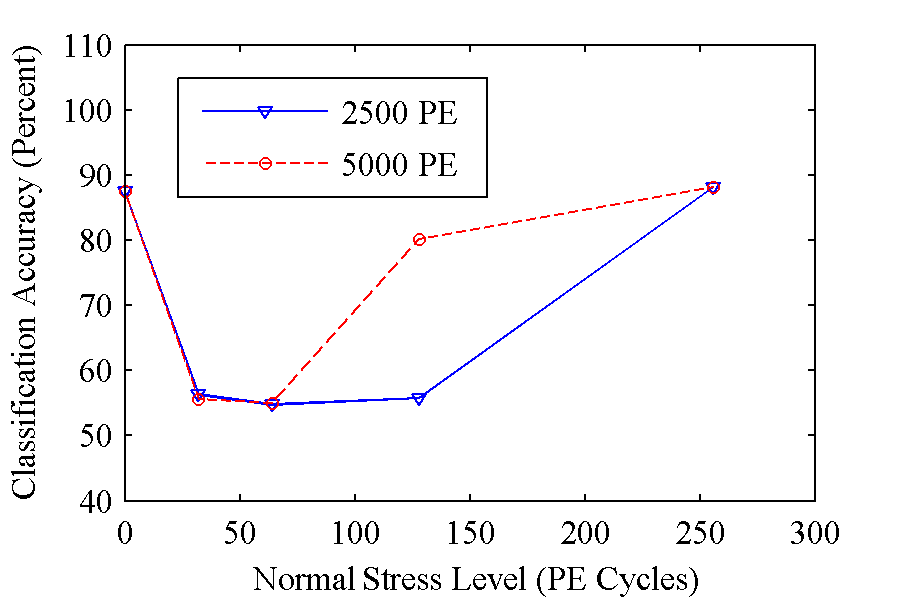 110
100
90
80
70
60
50
40
Classification Accuracy (Percent)
2500 PE
5000 PE
0 50 100 150 200 250 300
Normal Stress Level (PE Cycles)